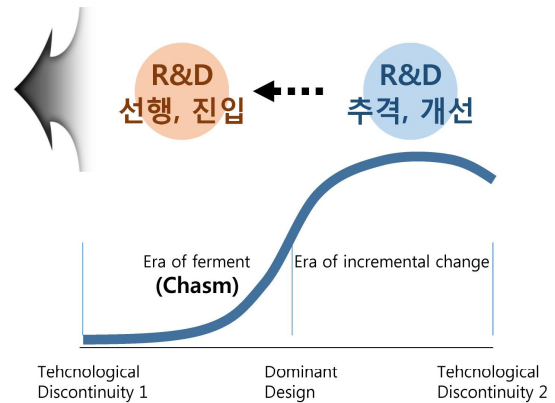 R&D
선행, 진입
R&D
추격, 개선
Era of ferment
(Chasm)
Era of incremental change
Tehcnological
Discontinuity 1
Dominant
Design
Tehcnological
Discontinuity 2